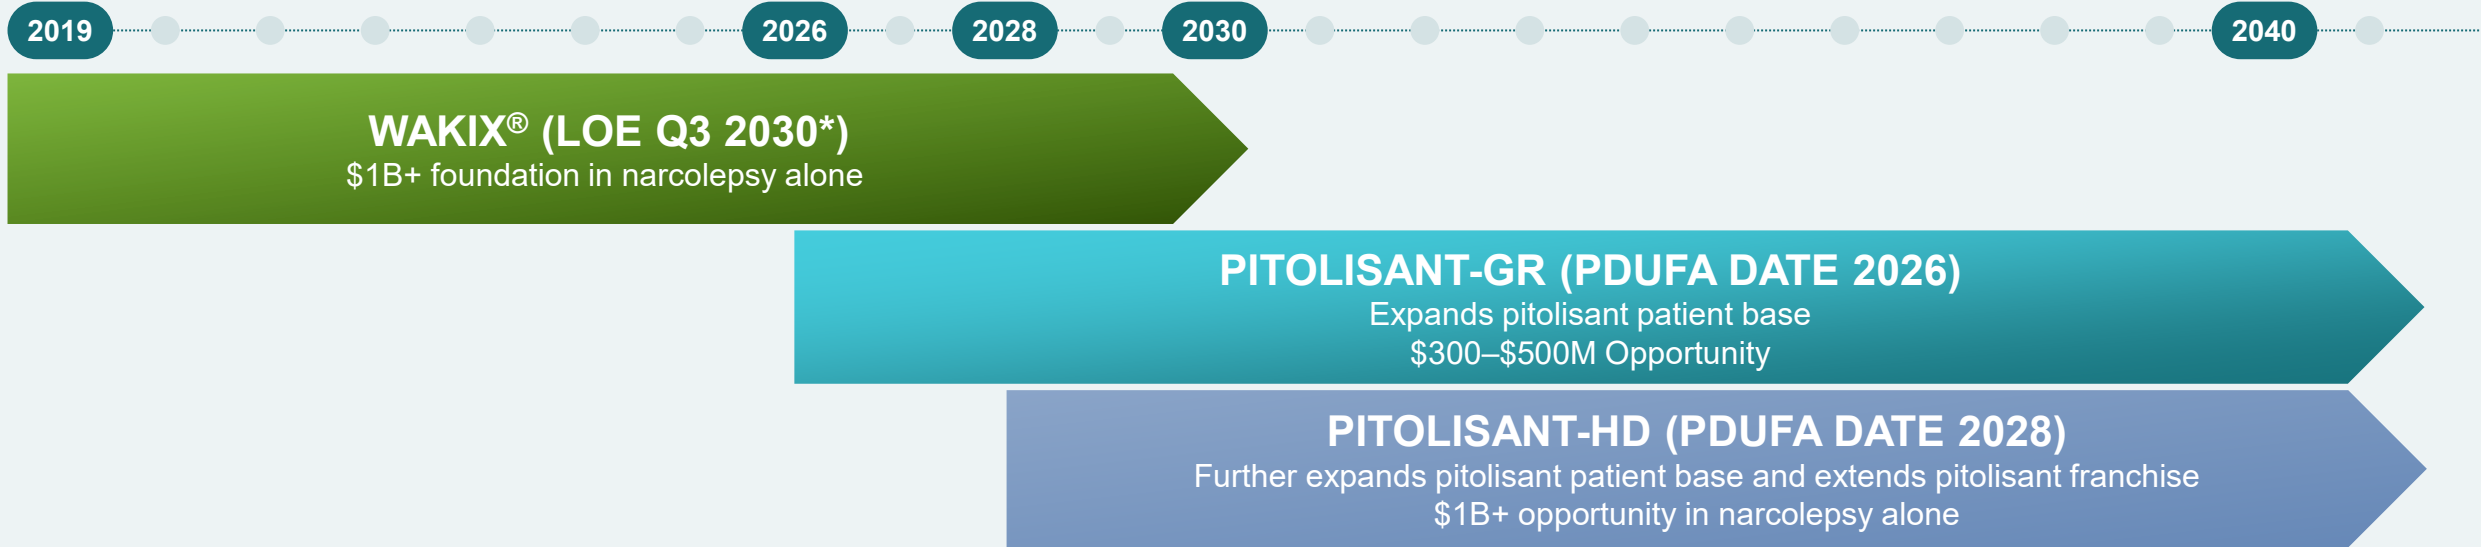 2019 2026 2028 2030 2040
WAKIX® (LOE Q3 2030*)
$1B+ foundation in narcolepsy alone
PITOLISANT-GR (PDUFA DATE 2026)
Expands pitolisant patient base
$300–$500M Opportunity
PITOLISANT-HD (PDUFA DATE 2028)
Further expands pitolisant patient base and extends pitolisant franchise
$1B+ opportunity in narcolepsy alone